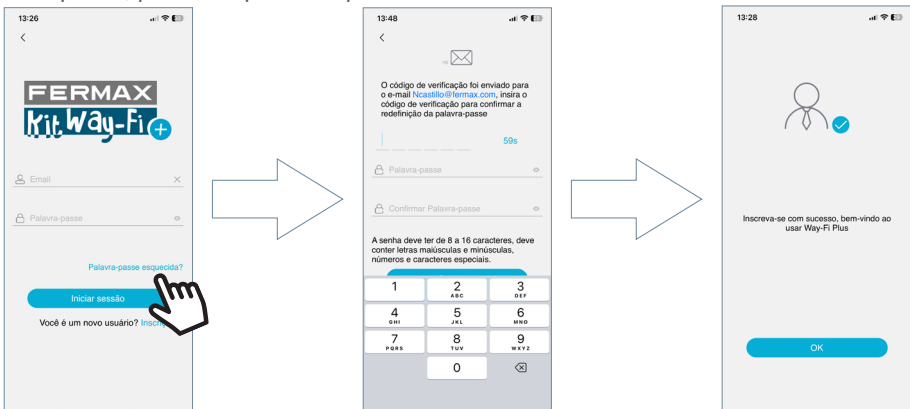 13:26
FERMAX
Kit Way-Fi +
Email
Palavra-passe
Palavra-passe esquecida?
Iniciar sessão
Você é um novo usuário?
13:48
O código de verificação foi enviado para
o e-mail Ncastillo@fermax.com, insira o
código de verificação para confirmar a
redefinição da palavra-passe
59s
Palavra-passe
Confirmar Palavra-passe
A senha deve ter de 8 a 16 caracteres, deve
conter letras maiúsculas e minúsculas,
números e caracteres especiais.
1
2
ABC
3
DEF
4
GHI
5
JKL
6
MNO
7
PQRS
8
TUV
9
WXYZ
0
13:28
Inscreva-se com sucesso, bem-vindo ao
usar Way-Fi Plus
OK